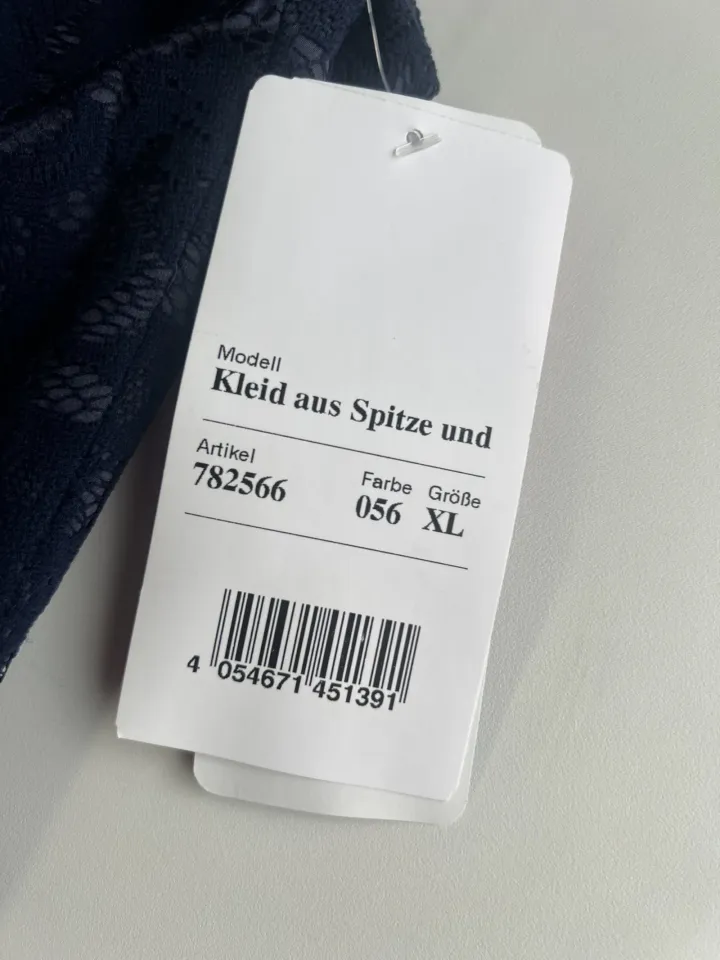 Modell
Kleid aus Spitze und
Artikel Farbe Größe
782566 056 XL
4 054671 451391